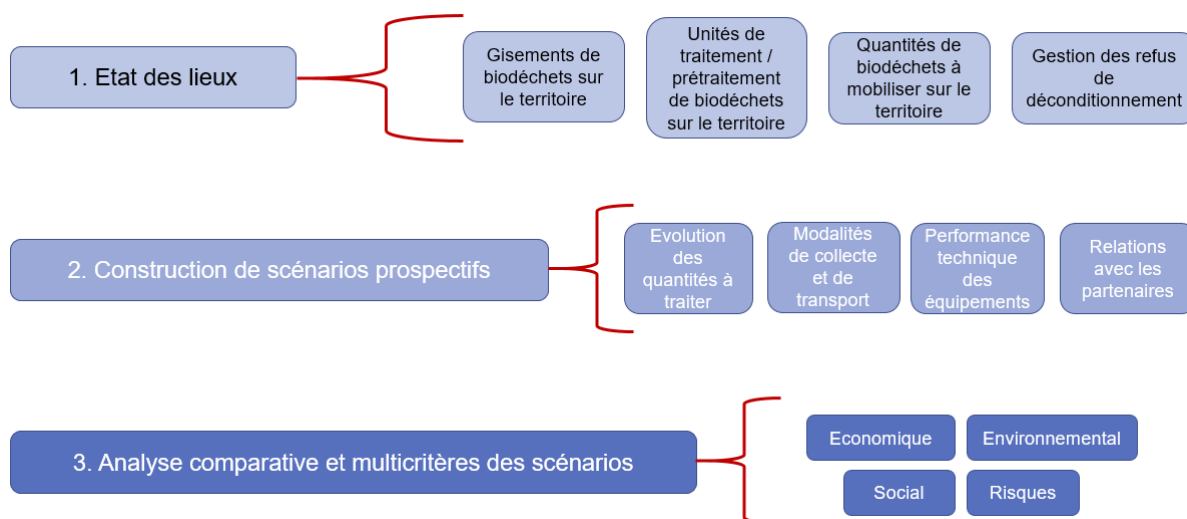 1. Etat des lieux
Gisements de
biodéchets sur
le territoire
Unités de
traitement /
prétraitement
de biodéchets
sur le territoire
Quantités de
biodéchets à
mobiliser sur le
territoire
Gestion des refus
de
déconditionnement
2. Construction de scénarios prospectifs
Evolution
des
quantités à
traiter
Modalités
de collecte
et de
transport
Performance
technique
des
équipements
Relations
avec les
partenaires
3. Analyse comparative et multicritères des scénarios
Economique
Environnemental
Social
Risques